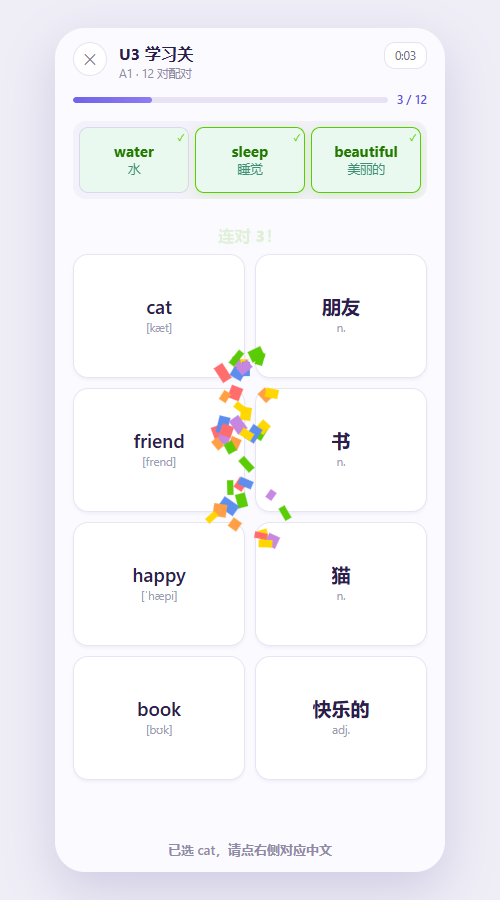 U3 学习关
0:03
A1 · 12 对配对
3 / 12
water
水
sleep
睡觉
beautiful
美丽的
连对 3！
cat
[kæt]
朋友
n.
friend
[frend]
书
n.
happy
[ˈhæpi]
猫
n.
book
[bʊk]
快乐的
adj.
已选 cat，请点右侧对应中文